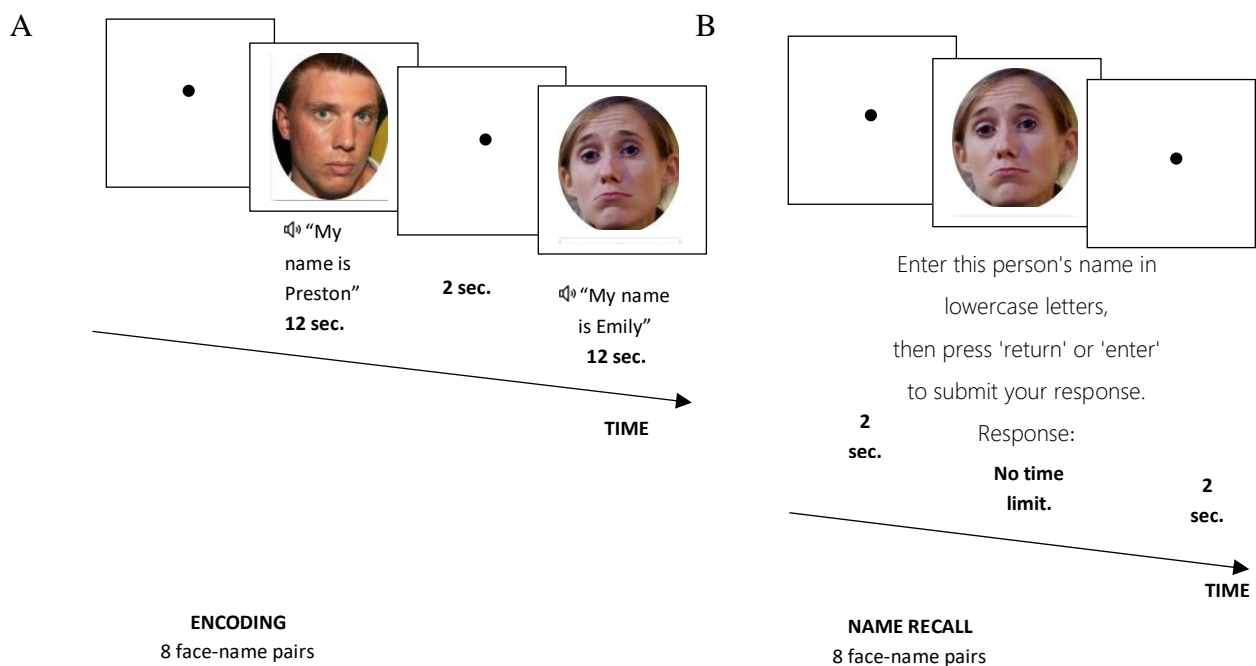 A
“My
name is
Preston”
12 sec.
2 sec.
“My name
is Emily”
12 sec.
TIME
ENCODING
8 face-name pairs
B
Enter this person's name in
lowercase letters,
then press 'return' or 'enter'
to submit your response.
Response:
2
sec.
No time
limit.
2
sec.
TIME
NAME RECALL
8 face-name pairs